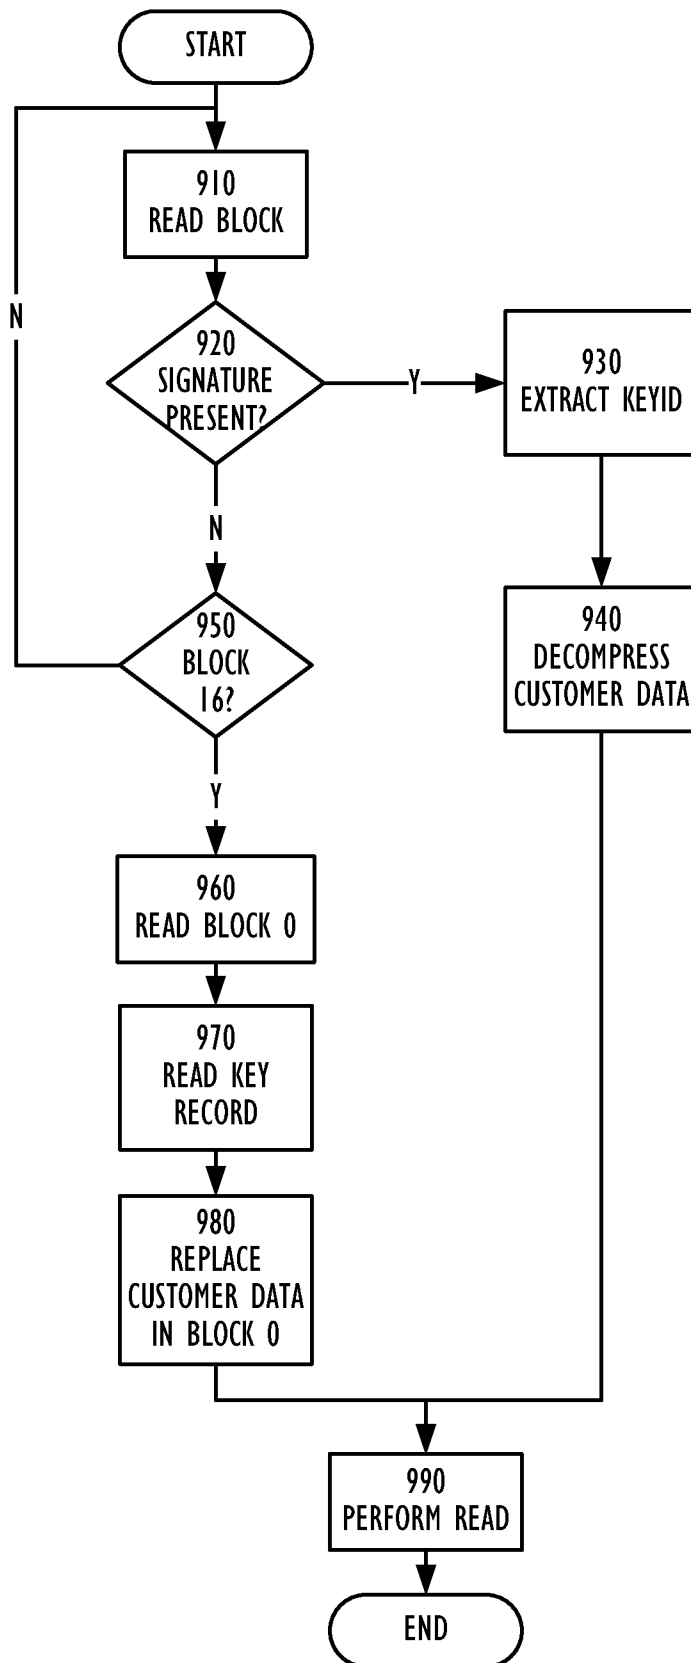 START
910
READ BLOCK
N
920
SIGNATURE
PRESENT?
Y
930
EXTRACT KEYID
N
940
DECOMPRESS
CUSTOMER DATA
950
BLOCK
16?
Y
960
READ BLOCK 0
970
READ KEY
RECORD
980
REPLACE
CUSTOMER DATA
IN BLOCK 0
990
PERFORM READ
END